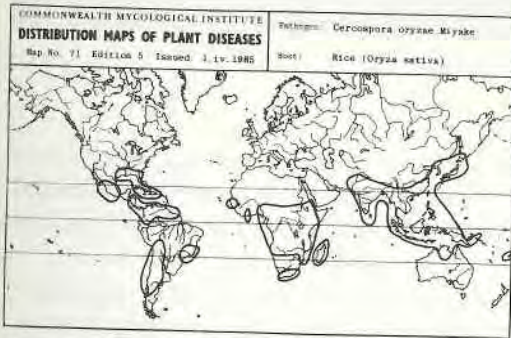 COMMONWEALTH MYCOLOGICAL INSTITUTE
DISTRIBUTION MAPS OF PLANT DISEASES
Map No. 71 Edition 5 Issued 1.iv.1985
Pathogen: Cercospora oryzae Miyake
Host: Rice (Oryza sativa)